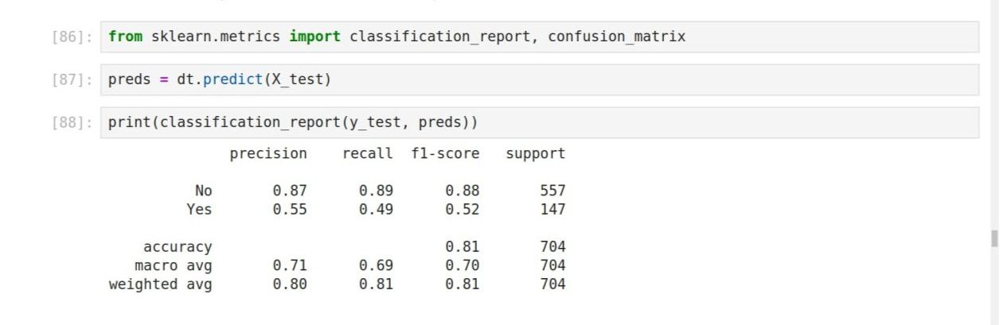 [86]: from sklearn.metrics import classification_report, confusion_matrix
[87]: preds = dt.predict(X_test)
[88]: print(classification_report(y_test, preds))
precision recall f1-score support
No 0.87 0.89 0.88 557
Yes 0.55 0.49 0.52 147
accuracy 0.81 704
macro avg 0.71 0.69 0.70 704
weighted avg 0.80 0.81 0.81 704